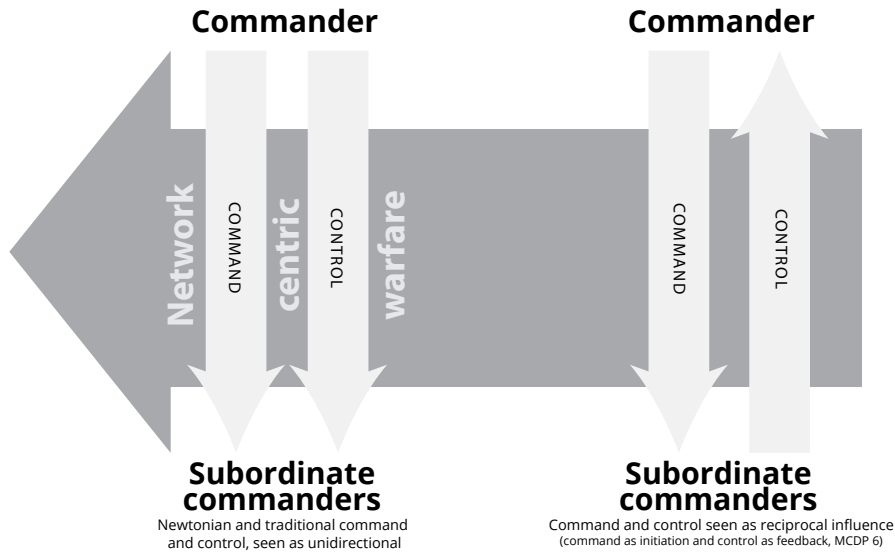 Commander
Commander
Network
COMMAND
centric
CONTROL
warfare
COMMAND
CONTROL
Subordinate
commanders
Newtonian and traditional command
and control, seen as unidirectional
Subordinate
commanders
Command and control seen as reciprocal influence
(command as initiation and control as feedback, MCDP 6)